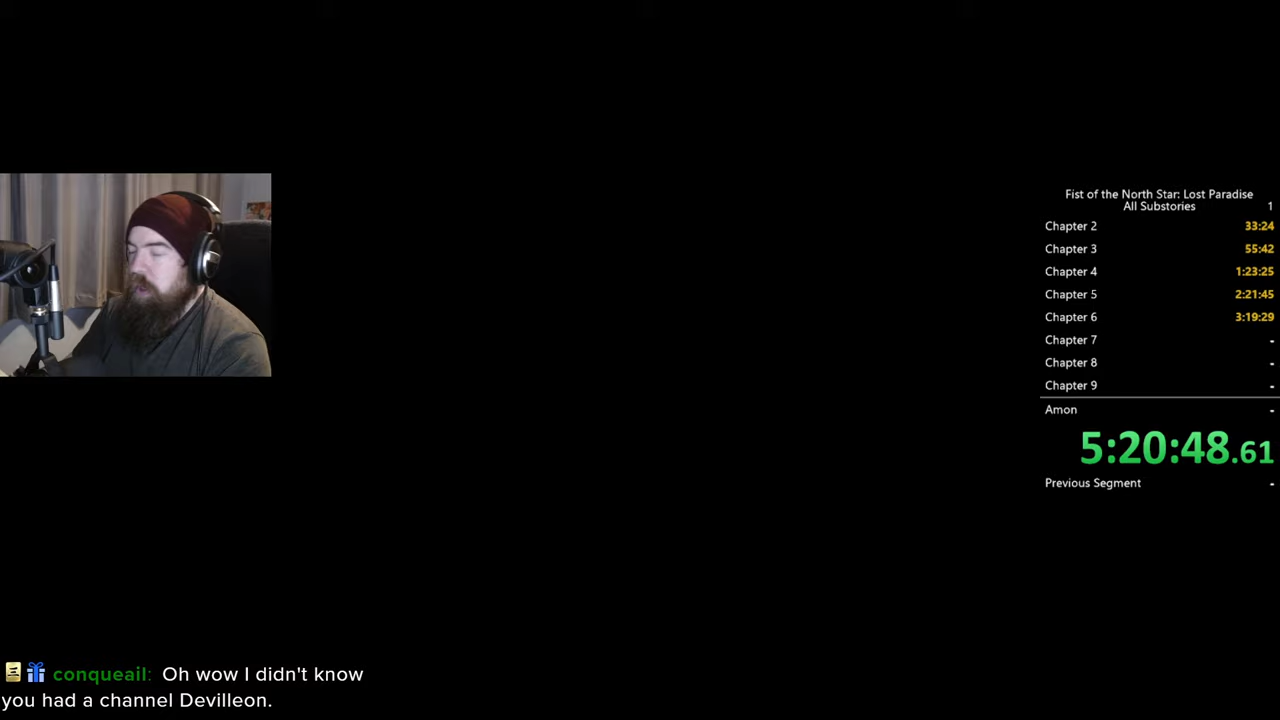 Fist of the North Star: Lost Paradise
All Substories 1
Chapter 2 33:24
Chapter 3 55:42
Chapter 4 1:23:25
Chapter 5 2:21:45
Chapter 6 3:19:29
Chapter 7 -
Chapter 8 -
Chapter 9 -
Amon -
5:20:48.61
Previous Segment -
conqueail: Oh wow I didn't know
you had a channel Devilleon.